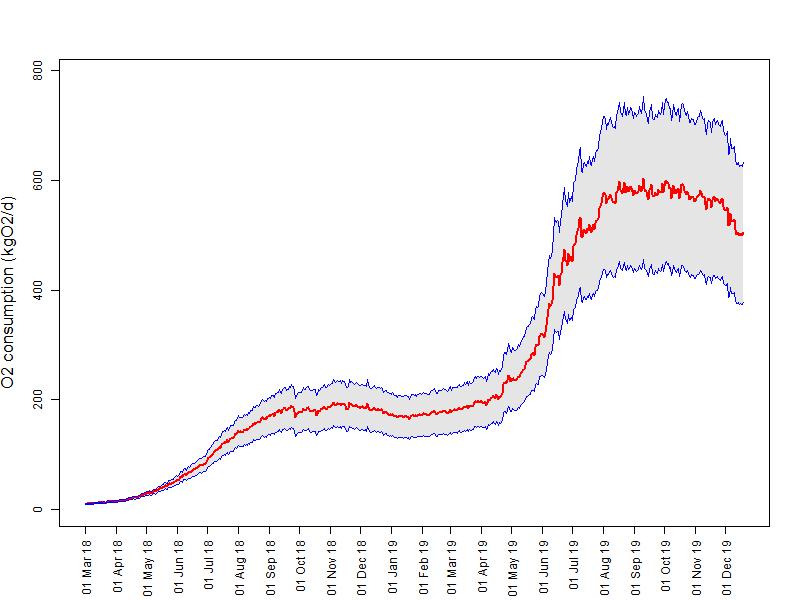 O2 consumption (kgO2/d)
800
600
400
200
0
01 Mar 18
01 Apr 18
01 May 18
01 Jun 18
01 Jul 18
01 Aug 18
01 Sep 18
01 Oct 18
01 Nov 18
01 Dec 18
01 Jan 19
01 Feb 19
01 Mar 19
01 Apr 19
01 May 19
01 Jun 19
01 Jul 19
01 Aug 19
01 Sep 19
01 Oct 19
01 Nov 19
01 Dec 19